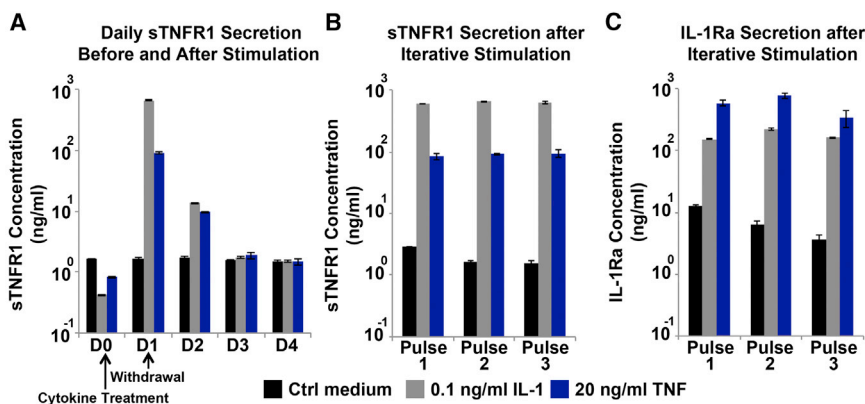 A
Daily sTNFR1 Secretion
Before and After Stimulation
sTNFR1 Concentration
(ng/ml)
10^3
10^2
10^1
10^0
10^-1
D0 D1 D2 D3 D4
Withdrawal
Cytokine Treatment
B
sTNFR1 Secretion after
Iterative Stimulation
sTNFR1 Concentration
(ng/ml)
10^3
10^2
10^1
10^0
10^-1
Pulse Pulse Pulse
1 2 3
C
IL-1Ra Secretion after
Iterative Stimulation
IL-1Ra Concentration
(ng/ml)
10^3
10^2
10^1
10^0
10^-1
Pulse Pulse Pulse
1 2 3
Ctrl medium 0.1 ng/ml IL-1 20 ng/ml TNF